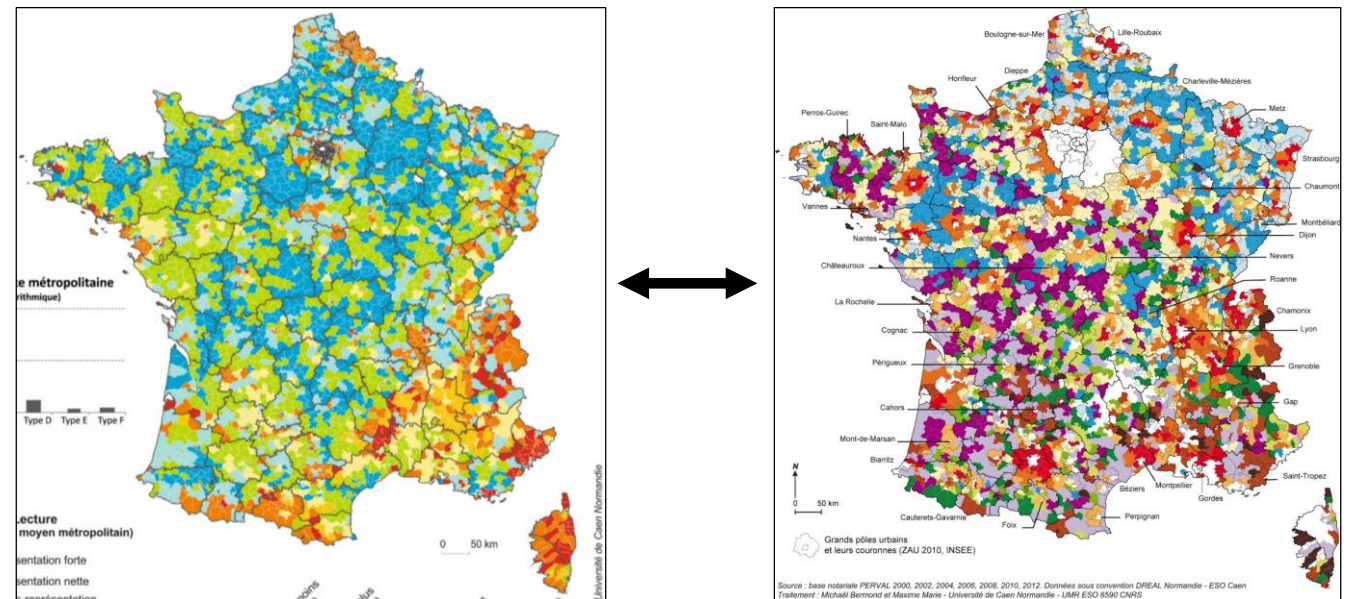 e métropolitaine
rithmique)
Type D Type E Type F
Lecture
moyen métropolitain)
sentation forte
sentation nette
représentation
moins
plus
0 50 km
Université de Caen Normandie
Boulogne-sur-Mer
Lille-Roubaix
Dieppe
Honfleur
Charleville-Mézières
Perros-Guirec
Saint-Malo
Metz
Strasbourg
Chaumont
Vannes
Montbéliard
Nantes
Dijon
Nevers
Châteauroux
Roanne
La Rochelle
Chamonix
Cognac
Lyon
Périgueux
Grenoble
Cahors
Gap
Mont-de-Marsan
Biarritz
Saint-Tropez
N
Béziers
Montpellier
Gordes
0 50 km
Cauterets-Gavarnie
Foix
Perpignan
Grands pôles urbains
et leurs couronnes (ZAU 2010, INSEE)
Source : base notariale PERVAL 2000, 2002, 2004, 2006, 2008, 2010, 2012. Données sous convention DREAL Normandie - ESO Caen
Traitement : Michaël Bermond et Maxime Marie - Université de Caen Normandie - UMR ESO 6590 CNRS